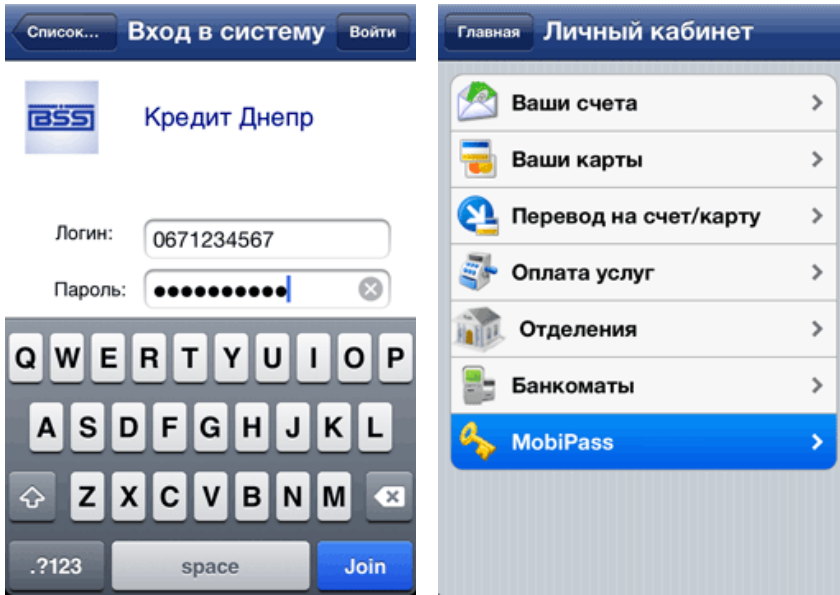 Список...
Вход в систему
Войти
BSS
Кредит Днепр
Логин:
0671234567
Пароль:
●●●●●●●●●●
Q W E R T Y U I O P
A S D F G H J K L
Z X C V B N M
.?123
space
Join
Главная
Личный кабинет
Ваши счета
Ваши карты
Перевод на счет/карту
Оплата услуг
Отделения
Банкоматы
MobiPass